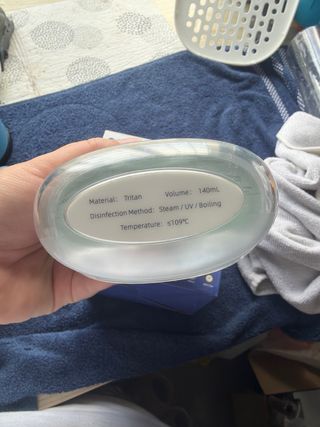 Material: Tritan Volume: 140mL
Disinfection Method: Steam / UV / Boiling
Temperature: ≤109℃